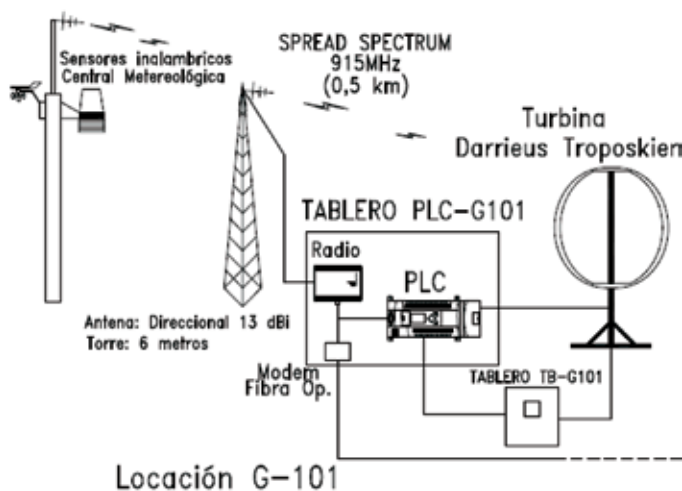 Sensores inalambricos
Central Metereológica
SPREAD SPECTRUM
915MHz
(0,5 km)
Turbina
Darrieus Troposkien
TABLERO PLC-G101
Radio
PLC
Antena: Direccional 13 dBi
Torre: 6 metros
Modem
Fibra Op.
TABLERO TB-G101
Locación G-101